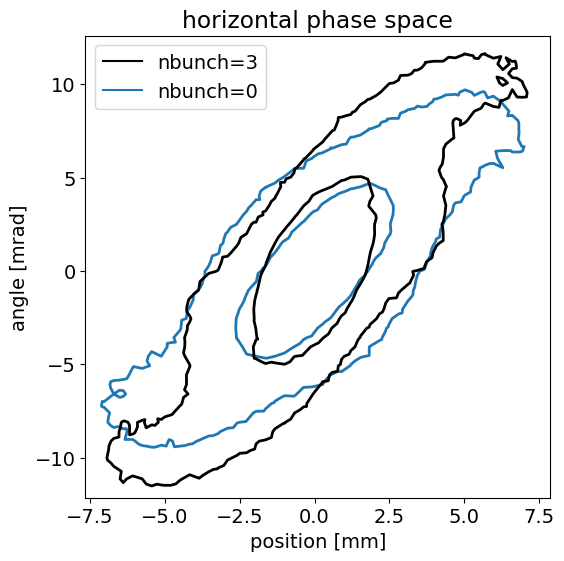 horizontal phase space
nbunch=3
nbunch=0
angle [mrad]
10
5
0
−5
−10
−7.5 −5.0 −2.5 0.0 2.5 5.0 7.5
position [mm]